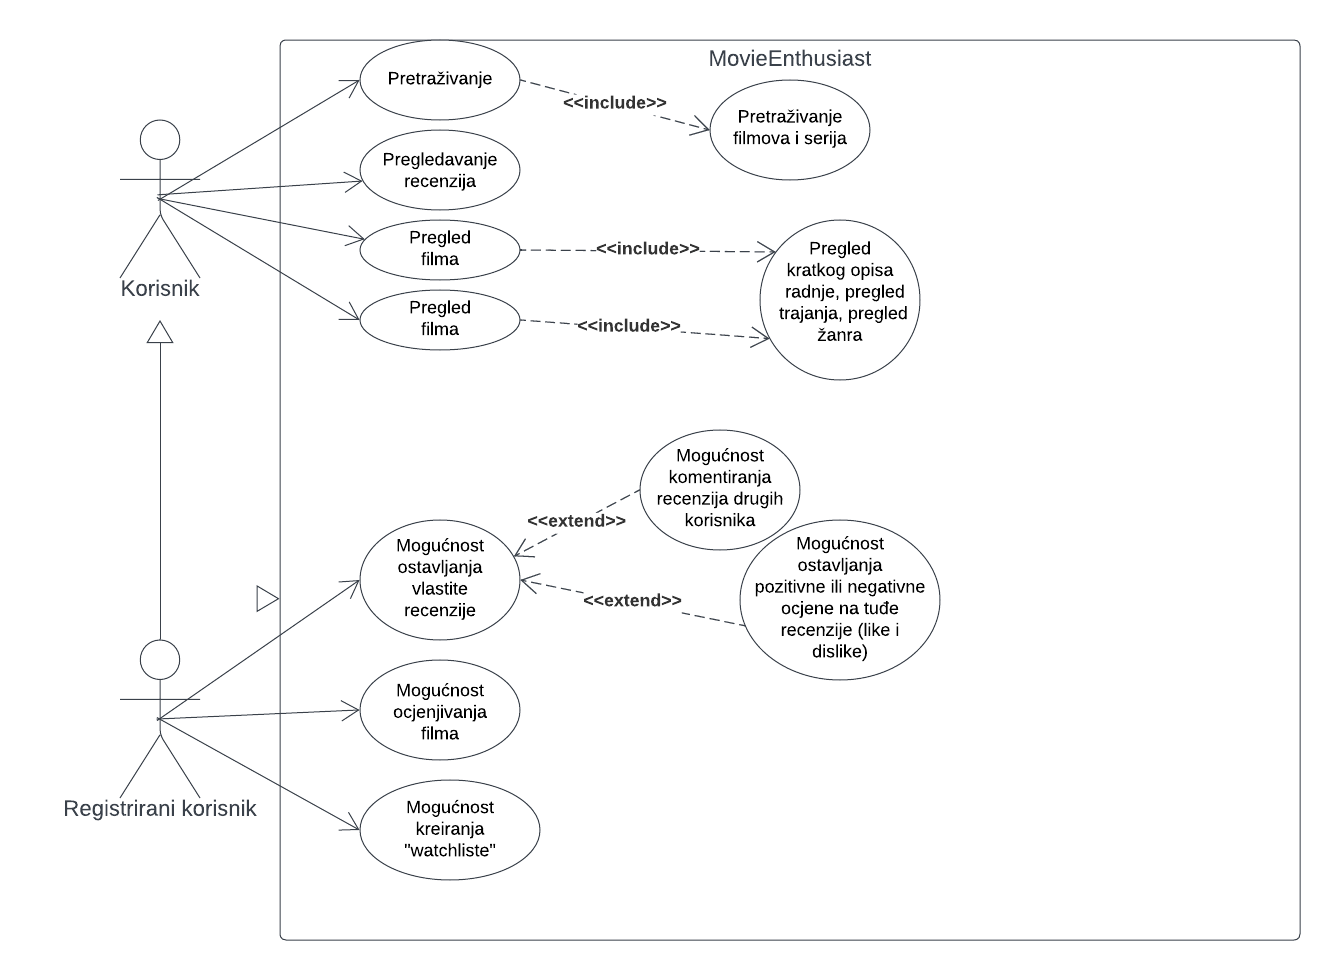 MovieEnthusiast
Pretraživanje
<<include>>
Pretraživanje
filmova i serija
Pregledavanje
recenzija
Korisnik
Pregled
filma
<<include>>
Pregled
filma
<<include>>
Pregled
kratkog opisa
radnje, pregled
trajanja, pregled
žanra
Mogućnost
komentiranja
recenzija drugih
korisnika
<<extend>>
Mogućnost
ostavljanja
vlastite
recenzije
<<extend>>
Mogućnost
ostavljanja
pozitivne ili negativne
ocjene na tuđe
recenzije (like i
dislike)
Mogućnost
ocjenjivanja
filma
Registrirani korisnik
Mogućnost
kreiranja
"watchliste"